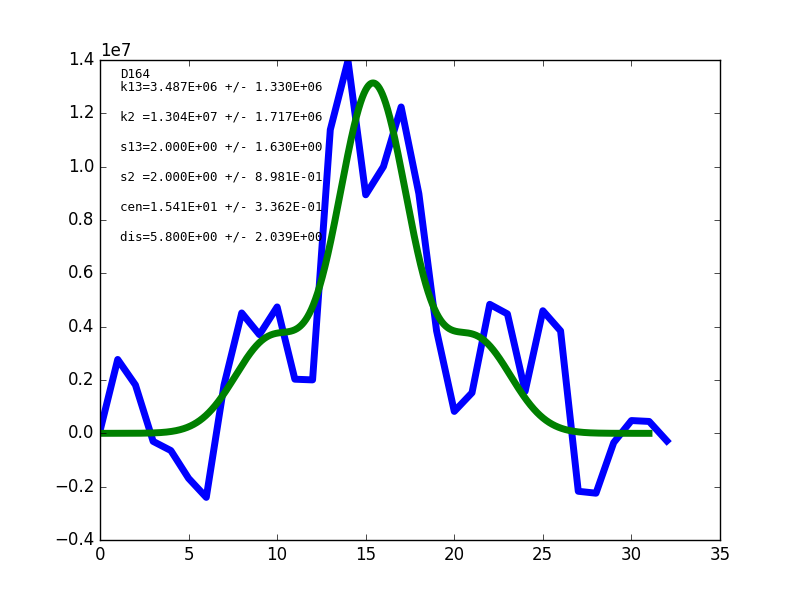 1e7
1.4
1.2
1.0
0.8
0.6
0.4
0.2
0.0
−0.2
−0.4
D164
k13=3.487E+06 +/- 1.330E+06
k2 =1.304E+07 +/- 1.717E+06
s13=2.000E+00 +/- 1.630E+00
s2 =2.000E+00 +/- 8.981E-01
cen=1.541E+01 +/- 3.362E-01
dis=5.800E+00 +/- 2.039E+00
0 5 10 15 20 25 30 35